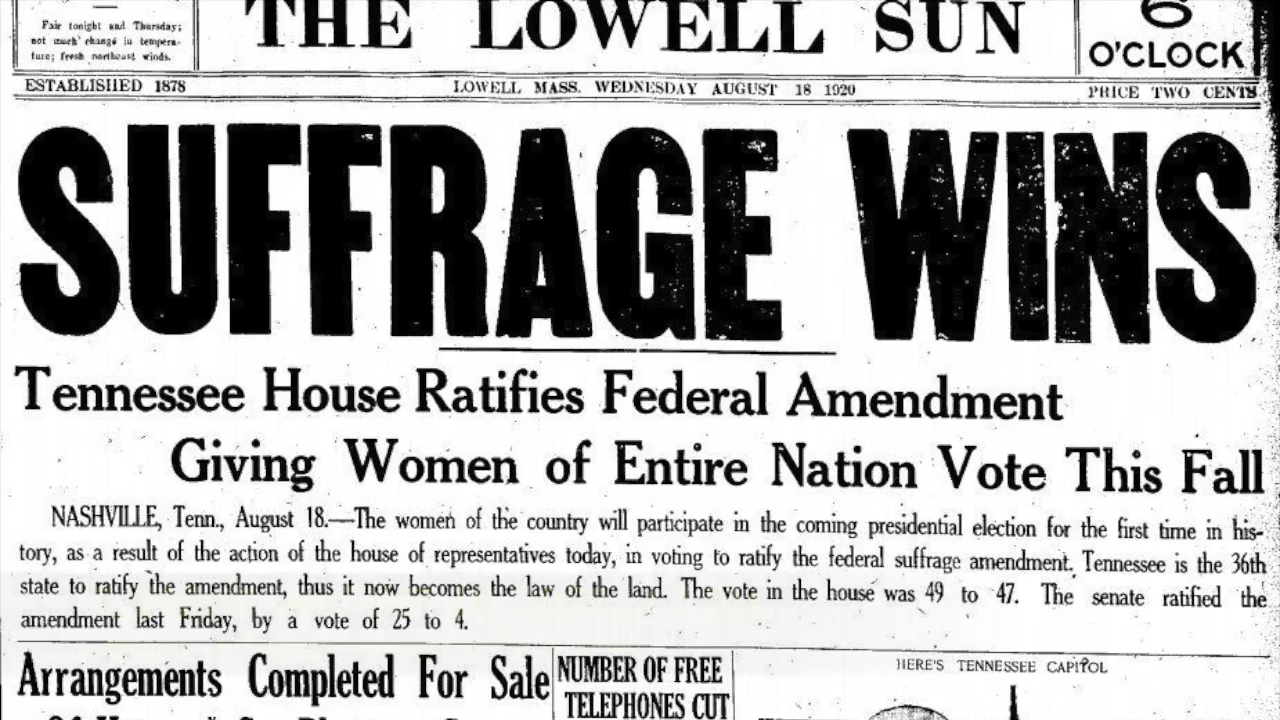 Fair tonight and Thursday;
not much change in tempera-
ture; fresh northeast winds.
THE LOWELL SUN
6
O'CLOCK
ESTABLISHED 1878
LOWELL MASS. WEDNESDAY AUGUST 18 1920
PRICE TWO CENTS
SUFFRAGE WINS
Tennessee House Ratifies Federal Amendment
Giving Women of Entire Nation Vote This Fall
NASHVILLE, Tenn., August 18.—The women of the country will participate in the coming presidential election for the first time in his-
tory, as a result of the action of the house of representatives today, in voting to ratify the federal suffrage amendment. Tennessee is the 36th
state to ratify the amendment, thus it now becomes the law of the land. The vote in the house was 49 to 47. The senate ratified the
amendment last Friday, by a vote of 25 to 4.
Arrangements Completed For Sale
NUMBER OF FREE
TELEPHONES CUT
HERE'S TENNESSEE CAPITOL